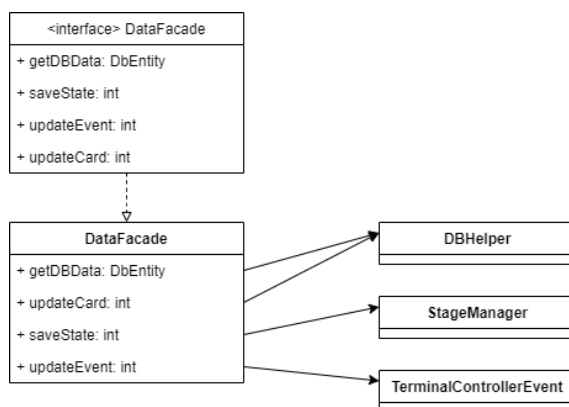 <interface> DataFacade
+ getDBData: DbEntity
+ saveState: int
+ updateEvent: int
+ updateCard: int
DataFacade
+ getDBData: DbEntity
+ updateCard: int
+ saveState: int
+ updateEvent: int
DBHelper
StageManager
TerminalControllerEvent